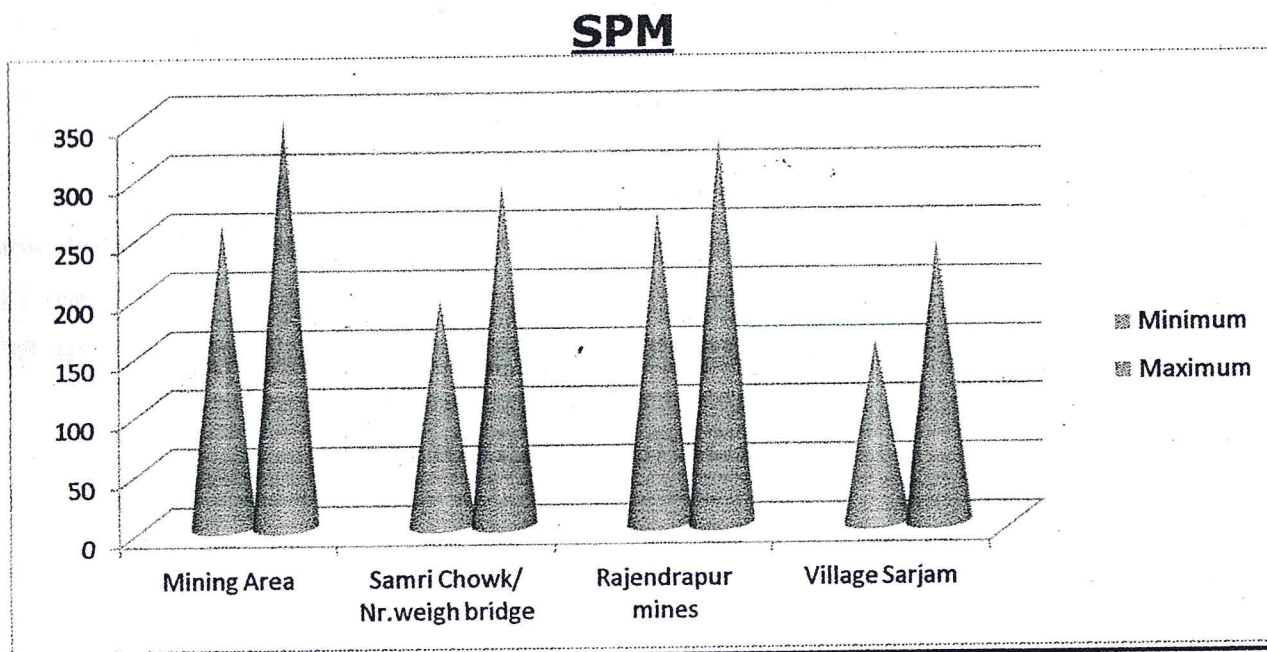 SPM
350
300
250
200
150
100
50
0
Mining Area
Samri Chowk/
Nr.weigh bridge
Rajendrapur
mines
Village Sarjam
Minimum
Maximum